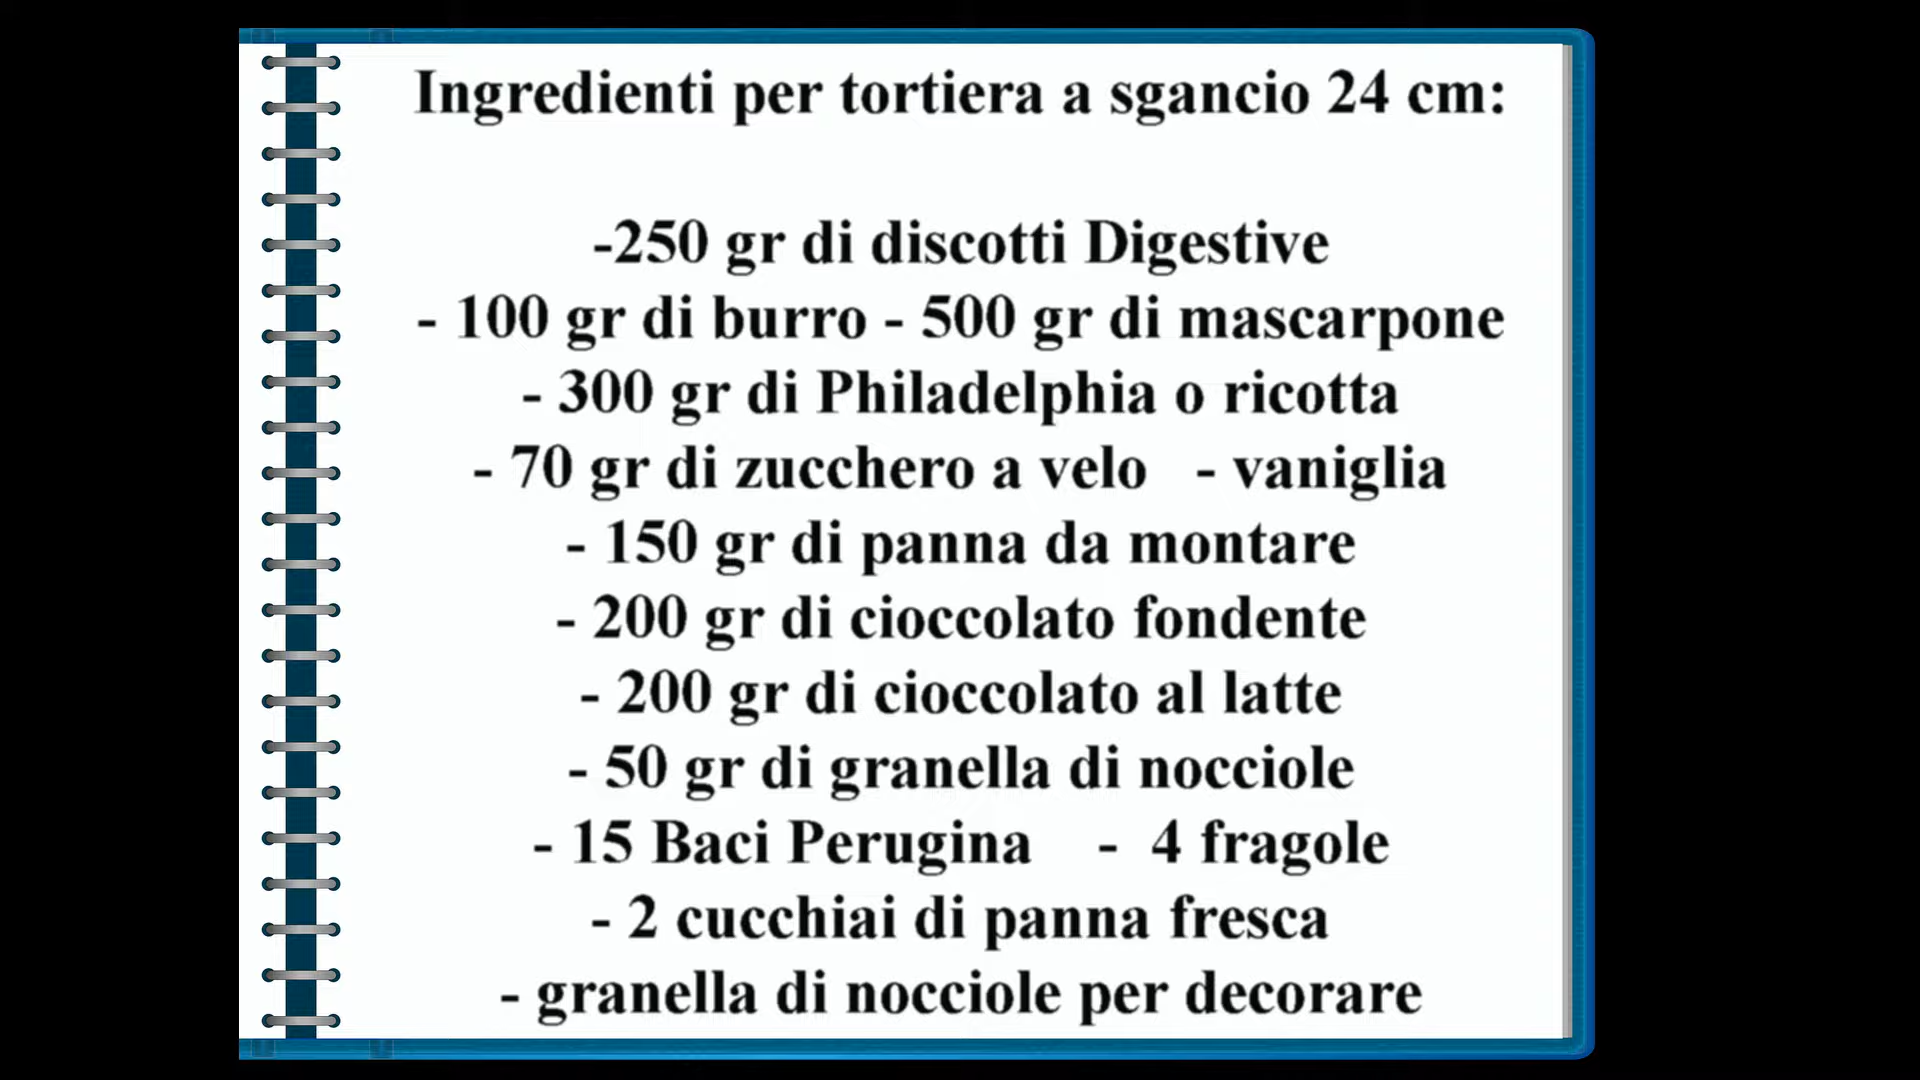 Ingredienti per tortiera a sgancio 24 cm:
-250 gr di discotti Digestive
- 100 gr di burro - 500 gr di mascarpone
- 300 gr di Philadelphia o ricotta
- 70 gr di zucchero a velo - vaniglia
- 150 gr di panna da montare
- 200 gr di cioccolato fondente
- 200 gr di cioccolato al latte
- 50 gr di granella di nocciole
- 15 Baci Perugina - 4 fragole
- 2 cucchiai di panna fresca
- granella di nocciole per decorare